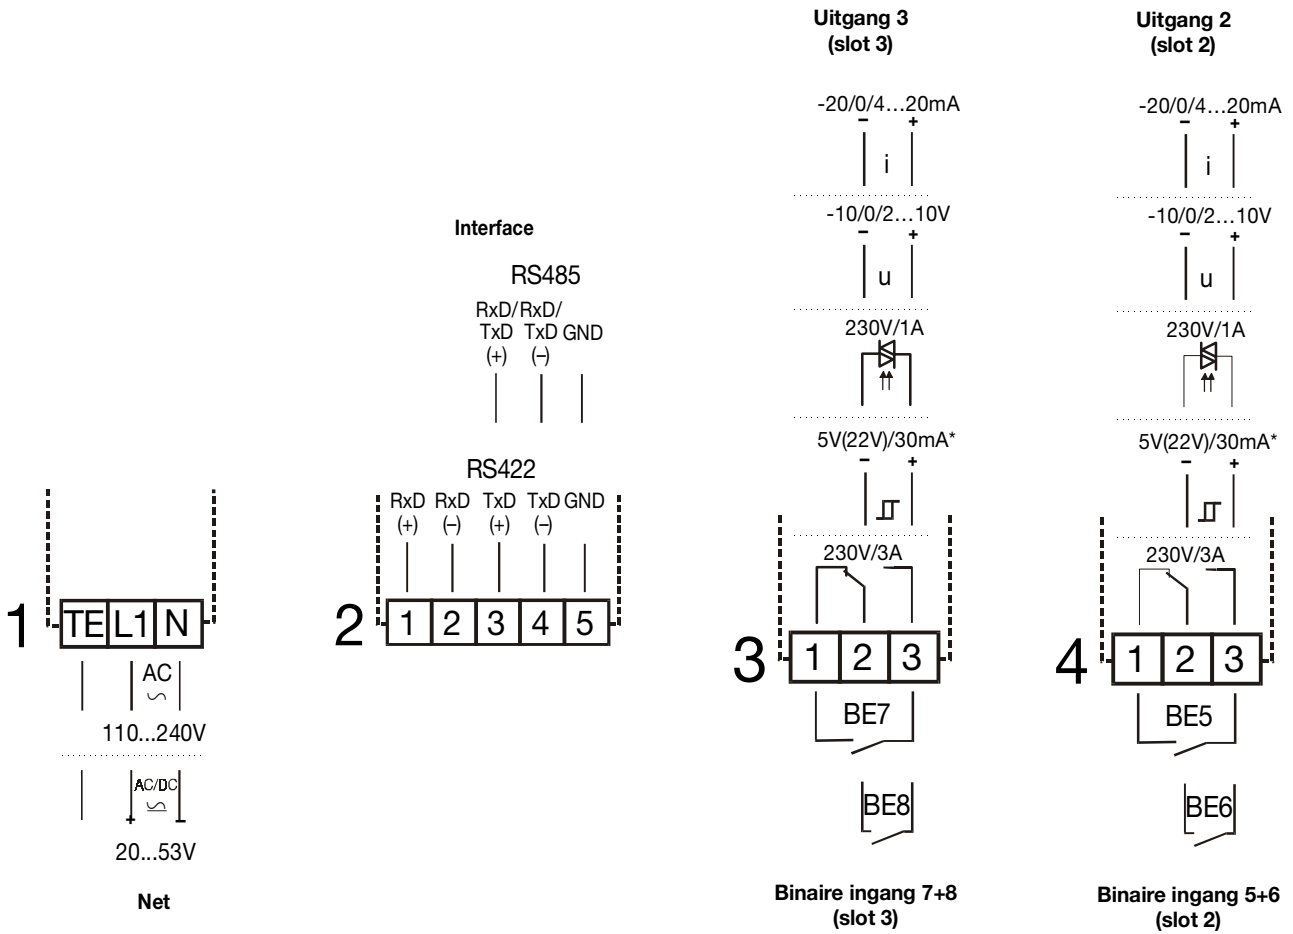 Uitgang 3
(slot 3)
-20/0/4...20mA
– +
i
-10/0/2...10V
– +
u
230V/1A
5V(22V)/30mA*
– +
230V/3A
3
1 2 3
BE7
BE8
Binaire ingang 7+8
(slot 3)
Uitgang 2
(slot 2)
-20/0/4...20mA
– +
i
-10/0/2...10V
– +
u
230V/1A
5V(22V)/30mA*
– +
230V/3A
4
1 2 3
BE5
BE6
Binaire ingang 5+6
(slot 2)
Interface
RS485
RxD/ RxD/
TxD TxD GND
(+) (–)
RS422
RxD RxD TxD TxD GND
(+) (–) (+) (–)
2
1 2 3 4 5
1
TE L1 N
AC
110...240V
AC/DC
+ –
20...53V
Net